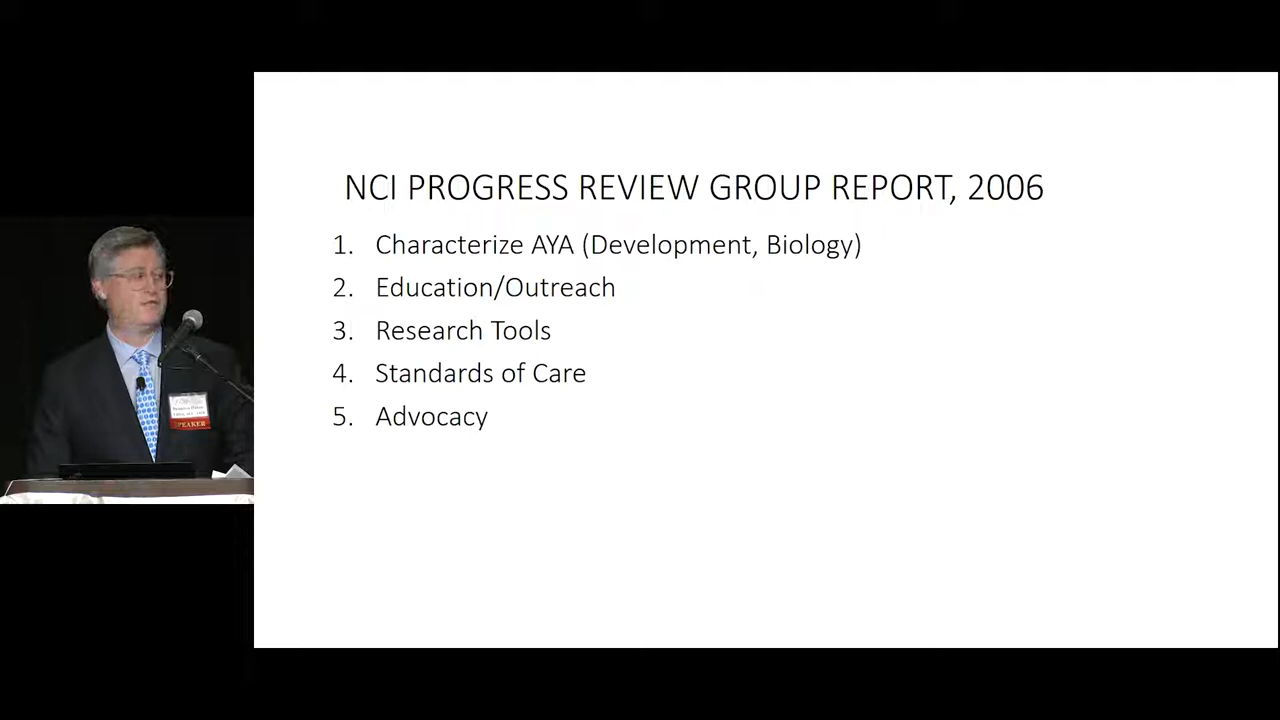 NCI PROGRESS REVIEW GROUP REPORT, 2006
1. Characterize AYA (Development, Biology)
2. Education/Outreach
3. Research Tools
4. Standards of Care
5. Advocacy
SPEAKER